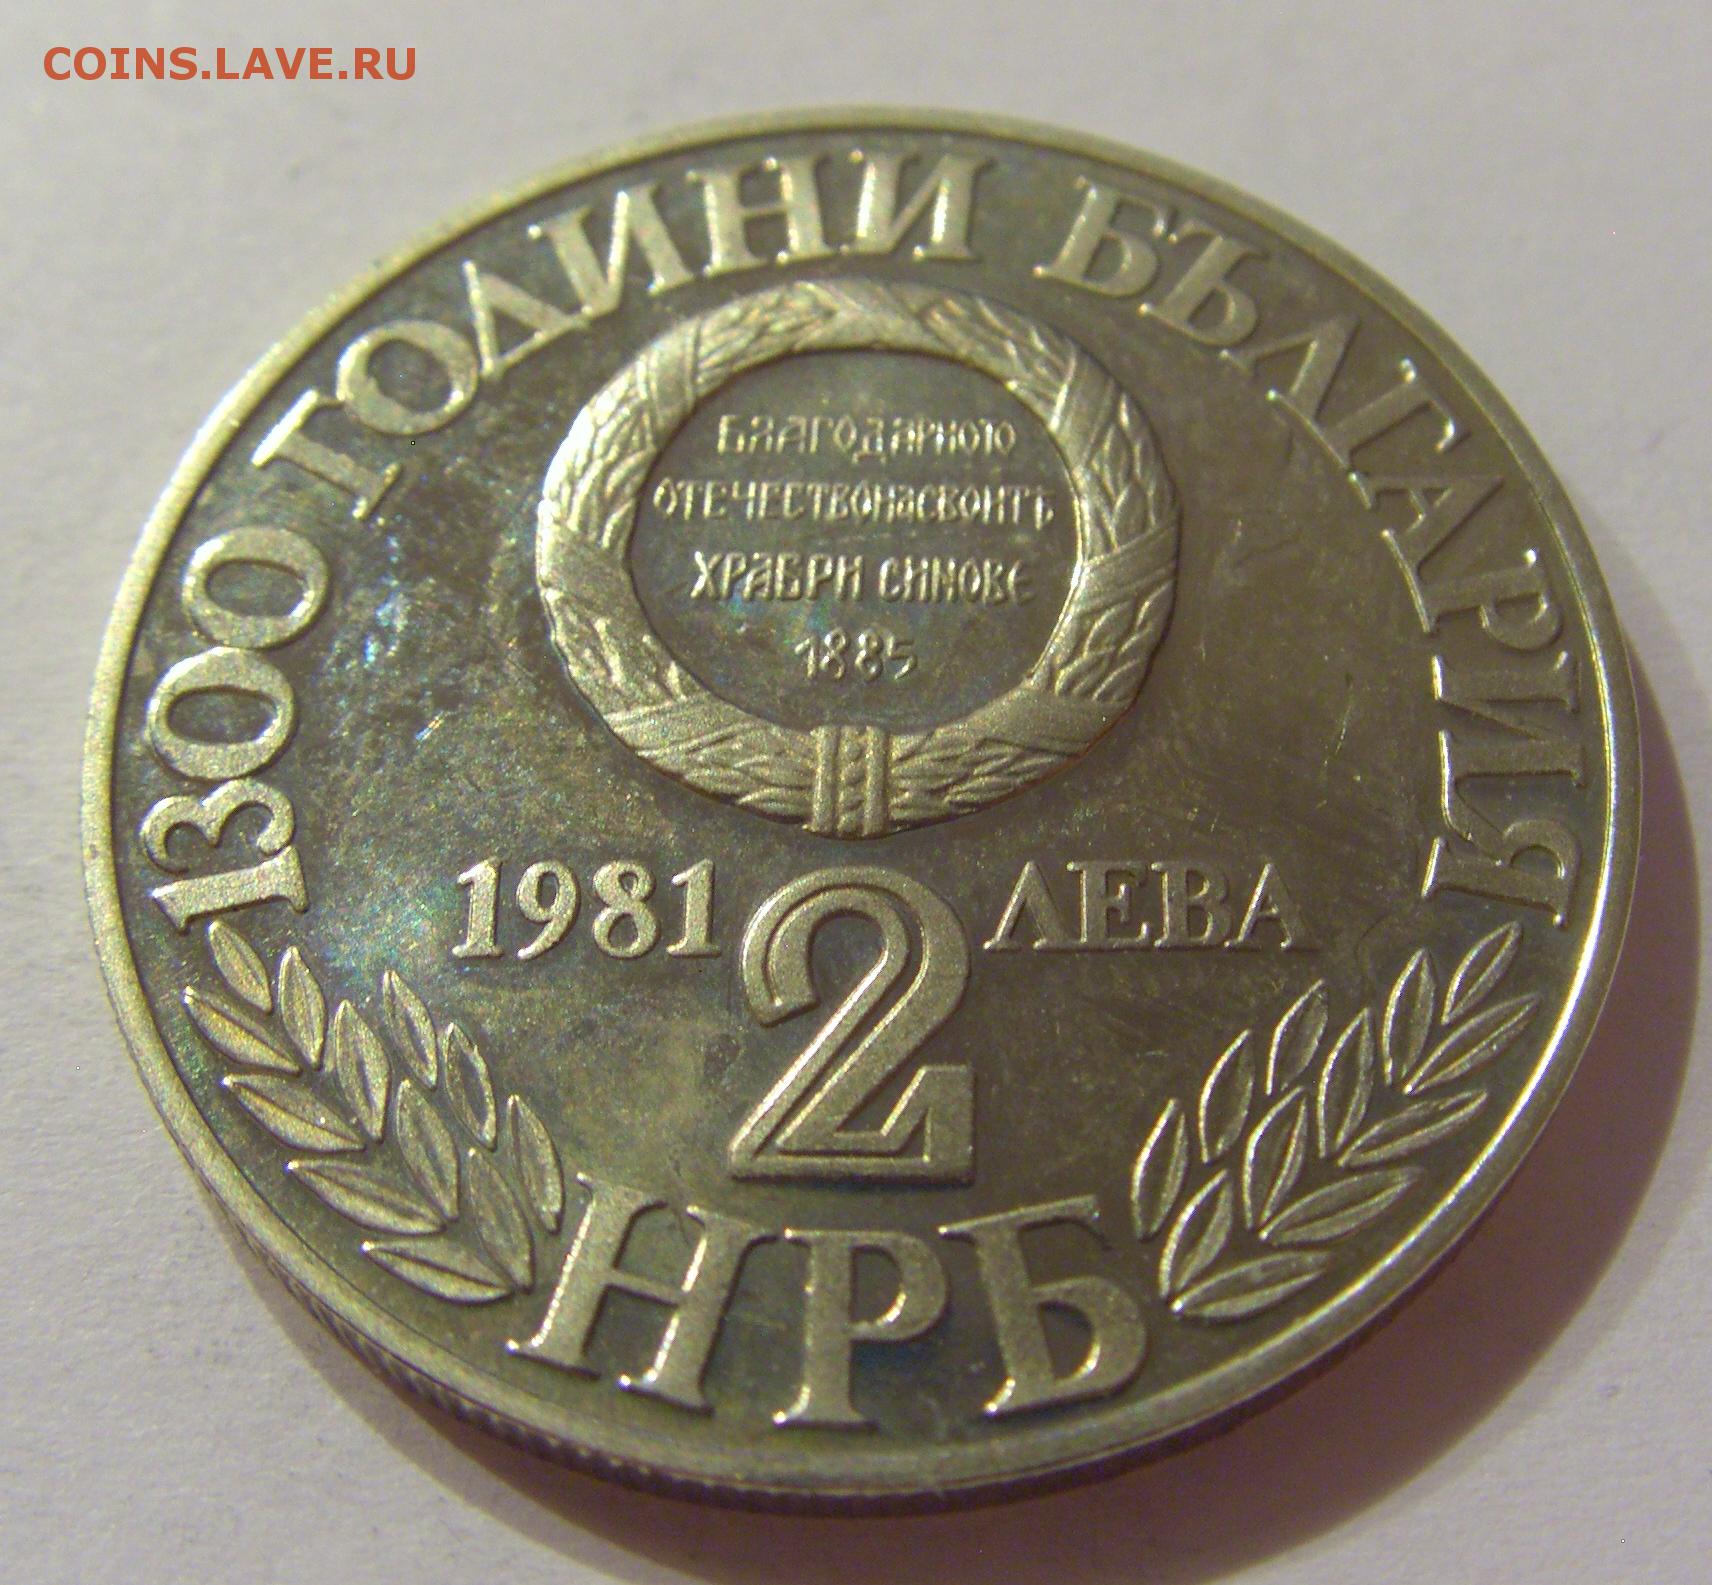 COINS.LAVE.RU
1300 ГОДИНИ БЪЛГАРИЯ
БЛАГОДАРНОТО
ОТЕЧЕСТВО НА СВОИТѢ
ХРАБРИ СИНОВЕ
1885
1981 2 ЛЕВА
НРБ